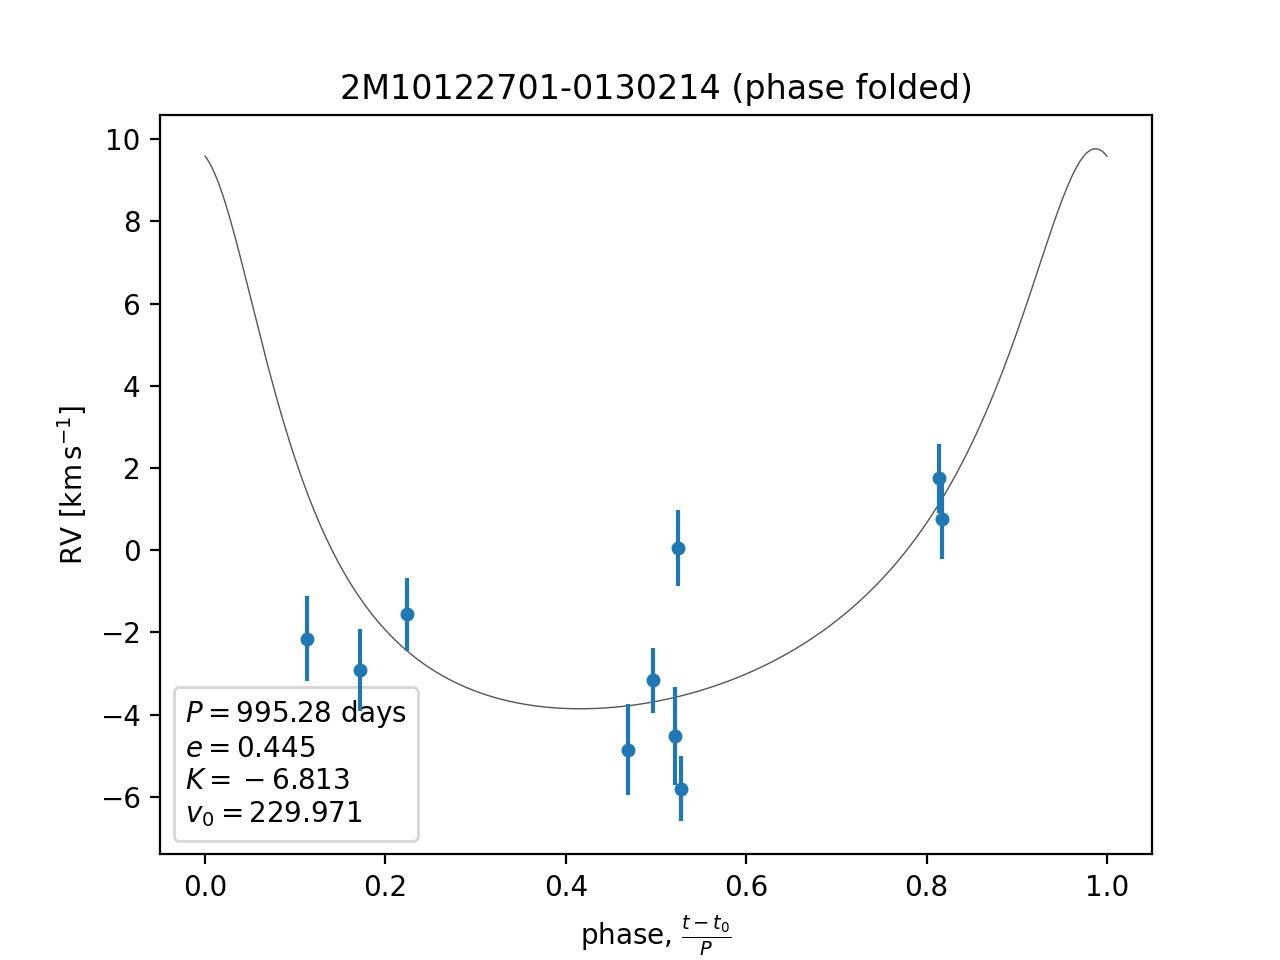 2M10122701-0130214 (phase folded)
10
8
6
4
2
0
−2
−4
−6
RV [km s⁻¹]
P = 995.28 days
e = 0.445
K = −6.813
v₀ = 229.971
0.0 0.2 0.4 0.6 0.8 1.0
phase, (t − t₀)/P